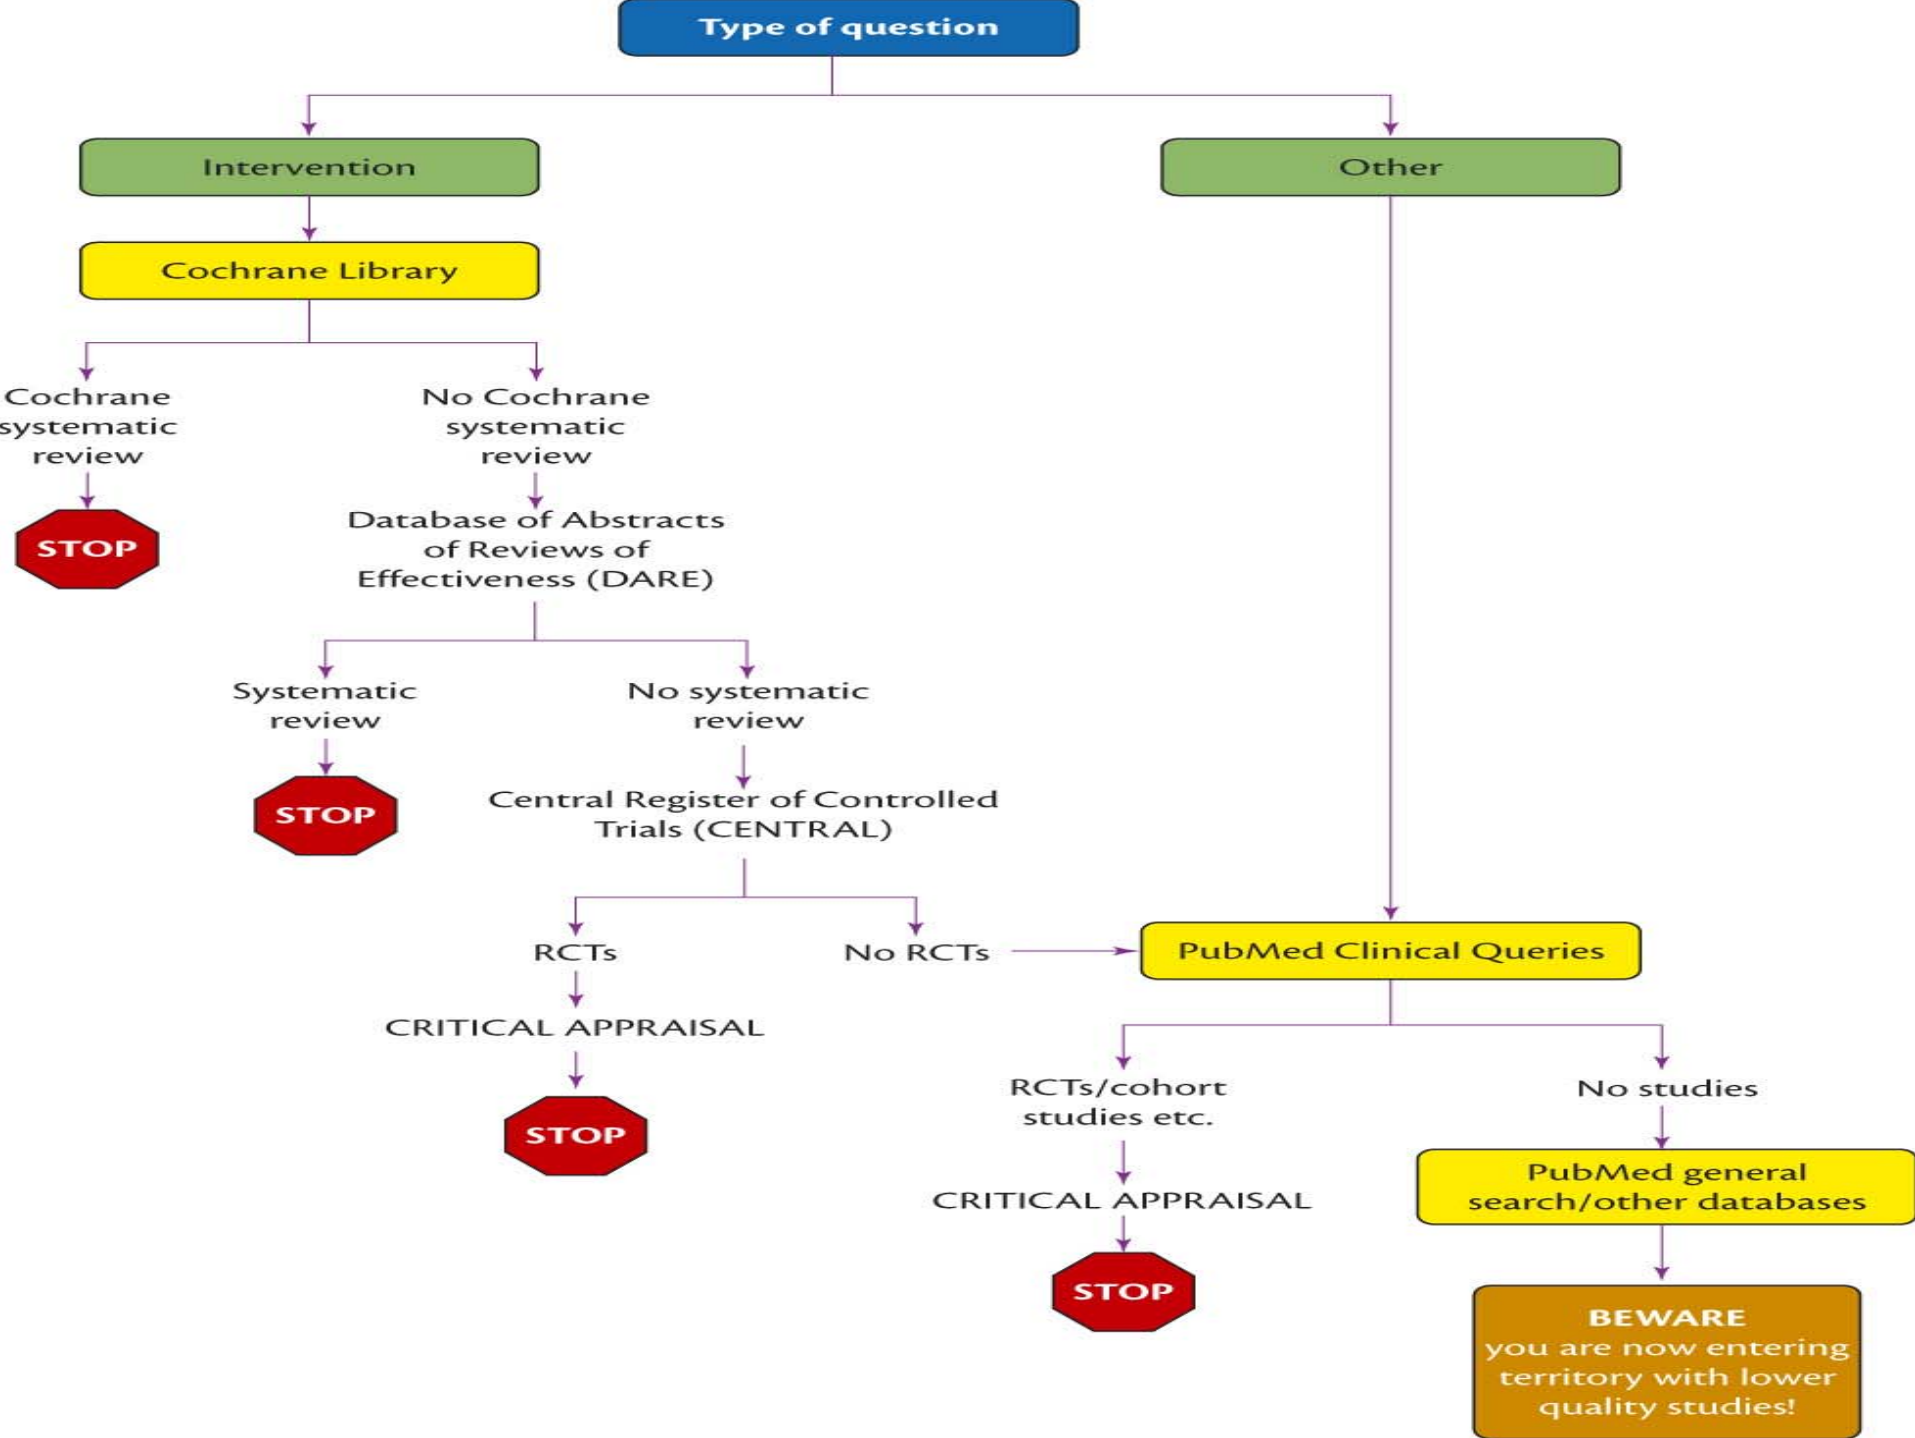 Type of question
Intervention
Other
Cochrane Library
Cochrane
systematic
review
No Cochrane
systematic
review
STOP
Database of Abstracts
of Reviews of
Effectiveness (DARE)
Systematic
review
No systematic
review
STOP
Central Register of Controlled
Trials (CENTRAL)
RCTs
No RCTs
PubMed Clinical Queries
CRITICAL APPRAISAL
STOP
RCTs/cohort
studies etc.
No studies
CRITICAL APPRAISAL
PubMed general
search/other databases
STOP
BEWARE
you are now entering
territory with lower
quality studies!